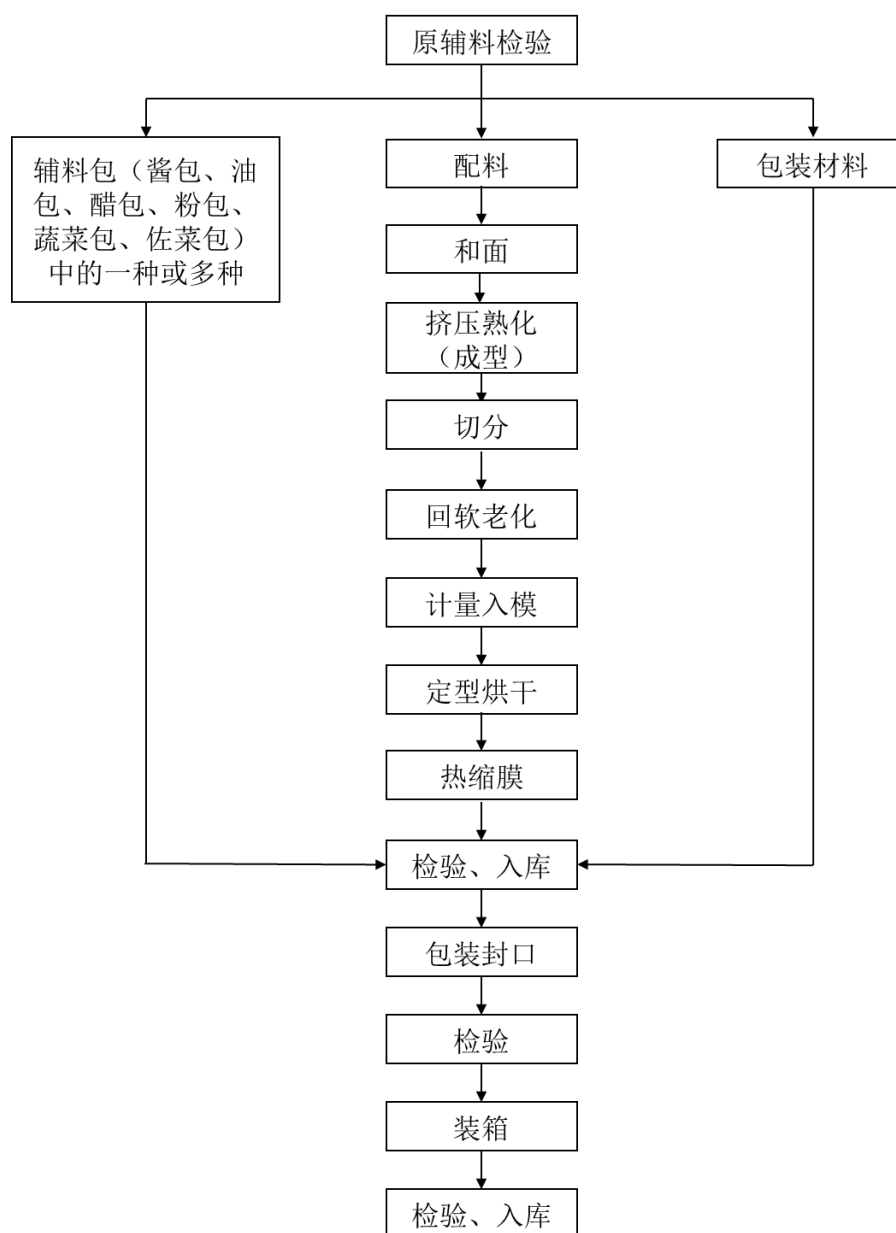 原辅料检验
辅料包（酱包、油
包、醋包、粉包、
蔬菜包、佐菜包）
中的一种或多种
配料
包装材料
和面
挤压熟化
（成型）
切分
回软老化
计量入模
定型烘干
热缩膜
检验、入库
包装封口
检验
装箱
检验、入库